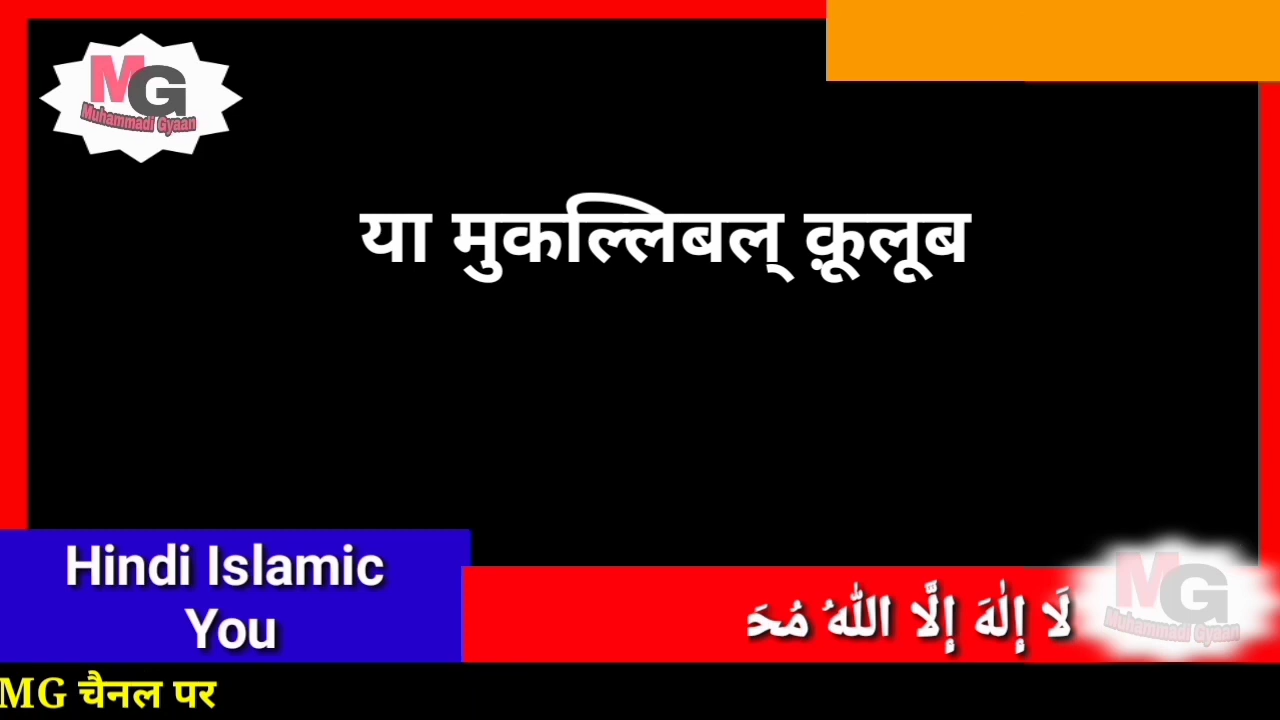 MG
Muhammadi Gyaan
या मुकल्लिबल् क़ूलूब
Hindi Islamic
You
لَا إِلٰهَ إِلَّا اللّٰهُ مُحَ
MG
Muhammadi Gyaan
MG चैनल पर